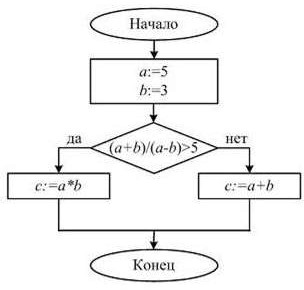 Начало
a:=5
b:=3
да
(a+b)/(a-b)>5
нет
c:=a*b
c:=a+b
Конец